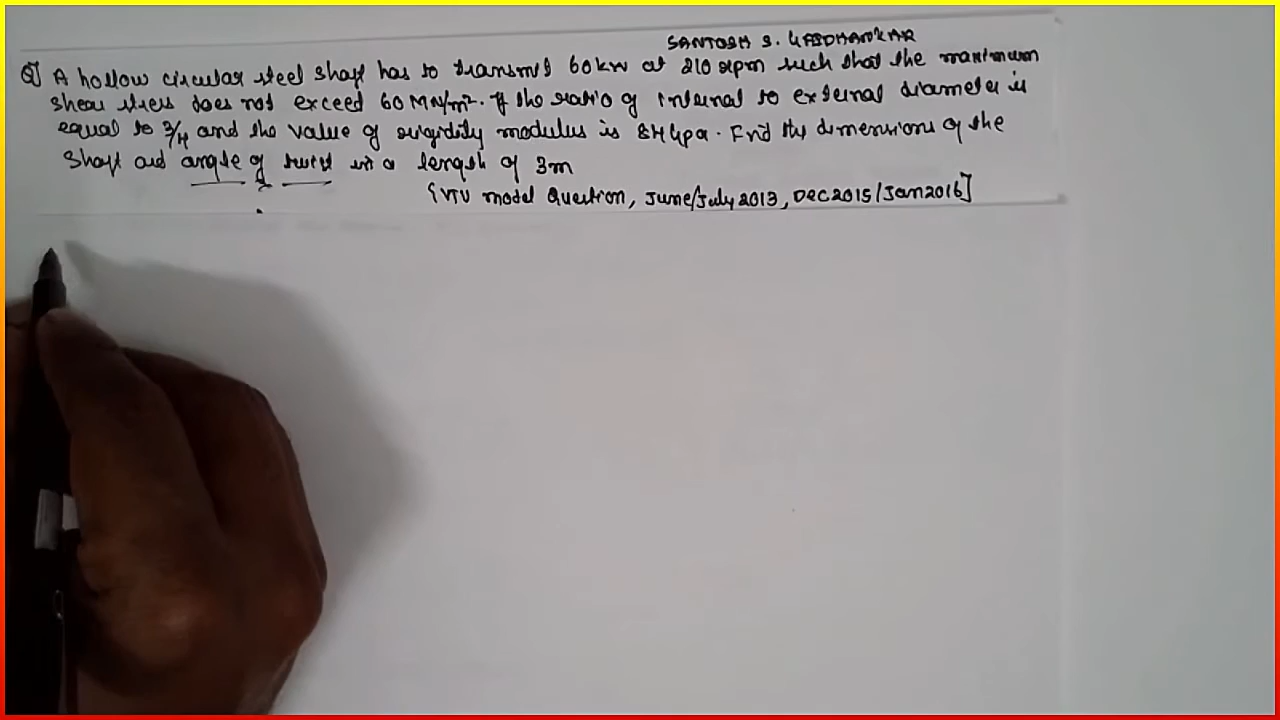 SANTOSH S.
Q] A hollow circular steel shaft has to transmit 60kw at 210 rpm such that the maximum
shear stress does not exceed 60 MN/m². If the ratio of internal to external diameter is
equal to 3/4 and the value of rigidity modulus is 84 Gpa. Find the dimensions of the
shaft and angle of twist in a length of 3m
[VTU model Question, June/July 2013, DEC 2015/Jan 2016]